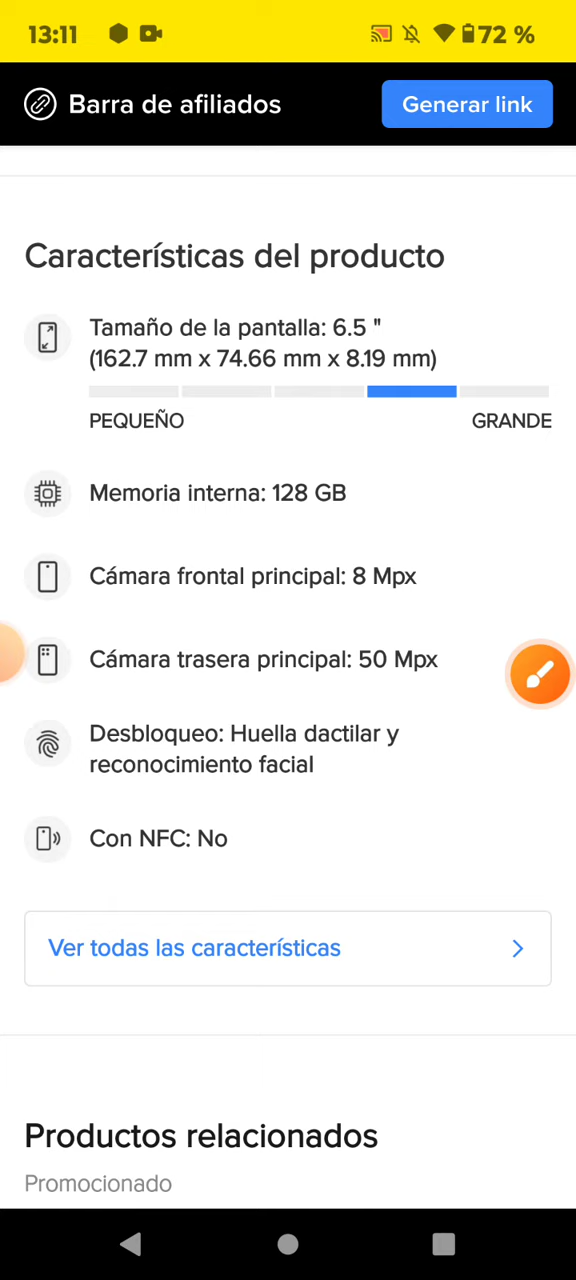 13:11
72 %
Barra de afiliados
Generar link
Características del producto
Tamaño de la pantalla: 6.5 "
(162.7 mm x 74.66 mm x 8.19 mm)
PEQUEÑO
GRANDE
Memoria interna: 128 GB
Cámara frontal principal: 8 Mpx
Cámara trasera principal: 50 Mpx
Desbloqueo: Huella dactilar y
reconocimiento facial
Con NFC: No
Ver todas las características
Productos relacionados
Promocionado